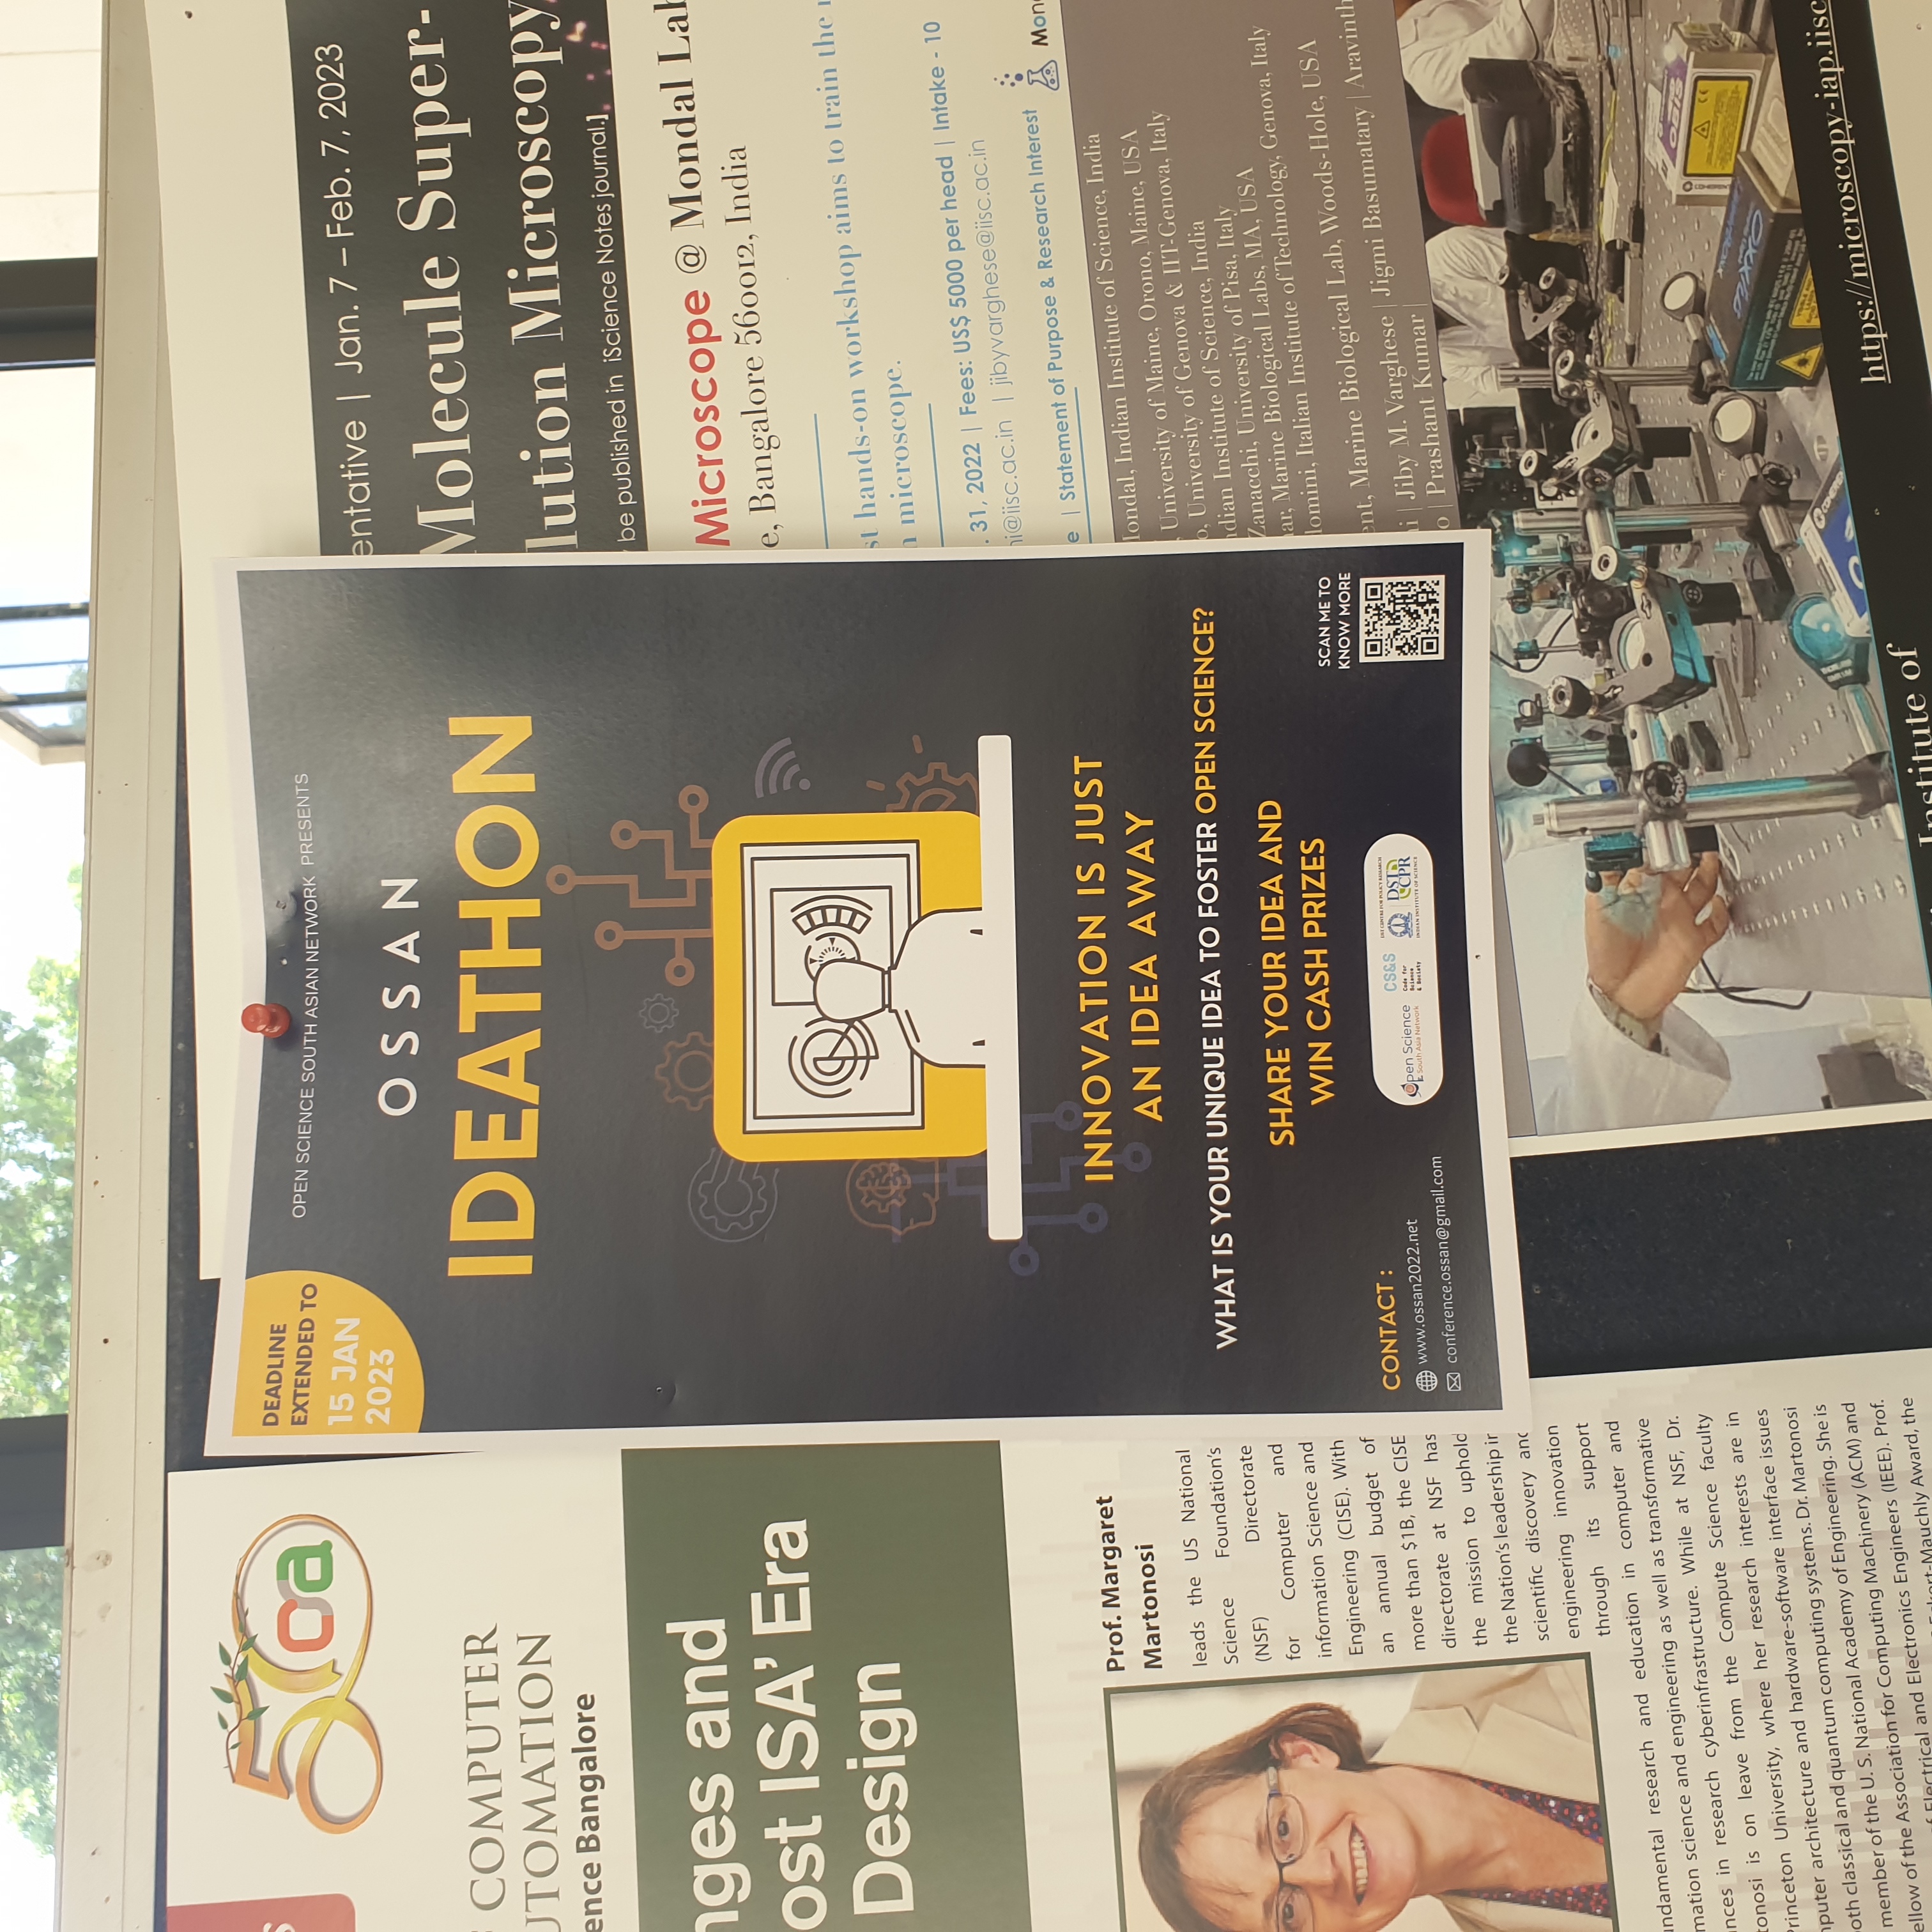 50
CSA
COMPUTER
UTOMATION
ence Bangalore
nges and
ost ISA’ Era
Design
Prof. Margaret
Martonosi
leads the US National
Science Foundation’s
(NSF) Directorate
for Computer and
information Science and
Engineering (CISE). With
an annual budget of
more than $1B, the CISE
directorate at NSF has
the mission to uphold
the Nation’s leadership in
scientific discovery and
engineering innovation
through its support
undamental research and education in computer and
mation science and engineering as well as transformative
nces in research cyberinfrastructure. While at NSF, Dr.
tonosi is on leave from the Compute Science faculty
Princeton University, where her research interests are in
puter architecture and hardware-software interface issues
oth classical and quantum computing systems. Dr. Martonosi
member of the U. S. National Academy of Engineering. She is
ellow of the Association for Computing Machinery (ACM) and
of Electrical and Electronics Engineers (IEEE). Prof.
ert-Mauchly Award, the
DEADLINE
EXTENDED TO
15 JAN
2023
OPEN SCIENCE SOUTH ASIAN NETWORK PRESENTS
OSSAN
IDEATHON
INNOVATION IS JUST
AN IDEA AWAY
WHAT IS YOUR UNIQUE IDEA TO FOSTER OPEN SCIENCE?
SHARE YOUR IDEA AND
WIN CASH PRIZES
SCAN ME TO
KNOW MORE
CONTACT :
www.ossan2022.net
conference.ossan@gmail.com
Open Science
South Asia Network
CS&S
Code for
Science
& Society
DST CENTRE FOR POLICY RESEARCH
DST
CPR
INDIAN INSTITUTE OF SCIENCE
entative | Jan. 7 – Feb. 7, 2023
Molecule Super-
lution Microscopy
be published in iScience Notes journal.]
Microscope @ Mondal Lab
e, Bangalore 560012, India
st hands-on workshop aims to train the
n microscope.
. 31, 2022 | Fees: US$ 5000 per head | Intake - 10
ni@iisc.ac.in | jibyvarghese@iisc.ac.in
e | Statement of Purpose & Research Interest
Mon
Mondal, Indian Institute of Science, India
, University of Maine, Orono, Maine, USA
o, University of Genova & IIT-Genova, Italy
ndian Institute of Science, India
Zanacchi, University of Pisa, Italy
ar, Marine Biological Labs, MA, USA
lomini, Italian Institute of Technology, Genova, Italy
ent, Marine Biological Lab, Woods-Hole, USA
i | Jiby M. Varghese | Jigmi Basumatary | Aravinth
o | Prashant Kumar |
https://microscopy-iap.iisc
Institute of